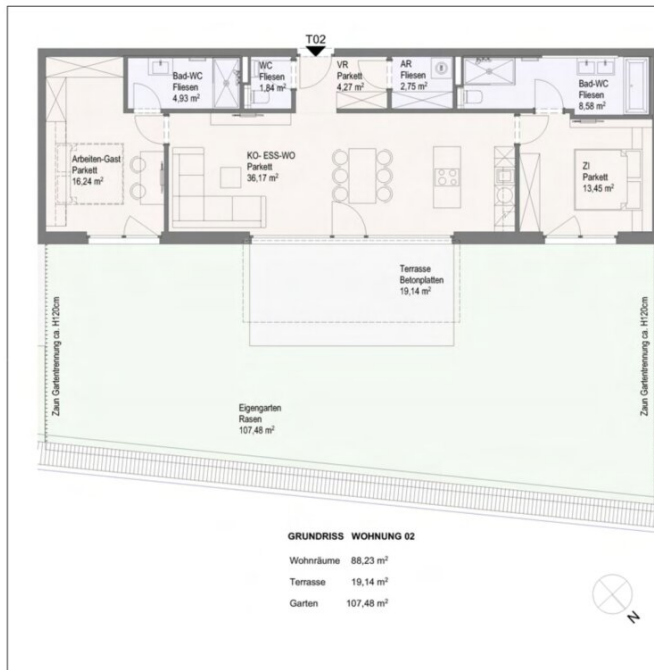 T02
Bad-WC
Fliesen
4,93 m²
WC
Fliesen
1,84 m²
VR
Parkett
4,27 m²
AR
Fliesen
2,75 m²
Bad-WC
Fliesen
8,58 m²
Arbeiten-Gast
Parkett
16,24 m²
KO- ESS-WO
Parkett
36,17 m²
ZI
Parkett
13,45 m²
Terrasse
Betonplatten
19,14 m²
Zaun Gartentrennung ca. H120cm
Zaun Gartentrennung ca. H120cm
Eigengarten
Rasen
107,48 m²
GRUNDRISS WOHNUNG 02
Wohnräume 88,23 m²
Terrasse 19,14 m²
Garten 107,48 m²
N